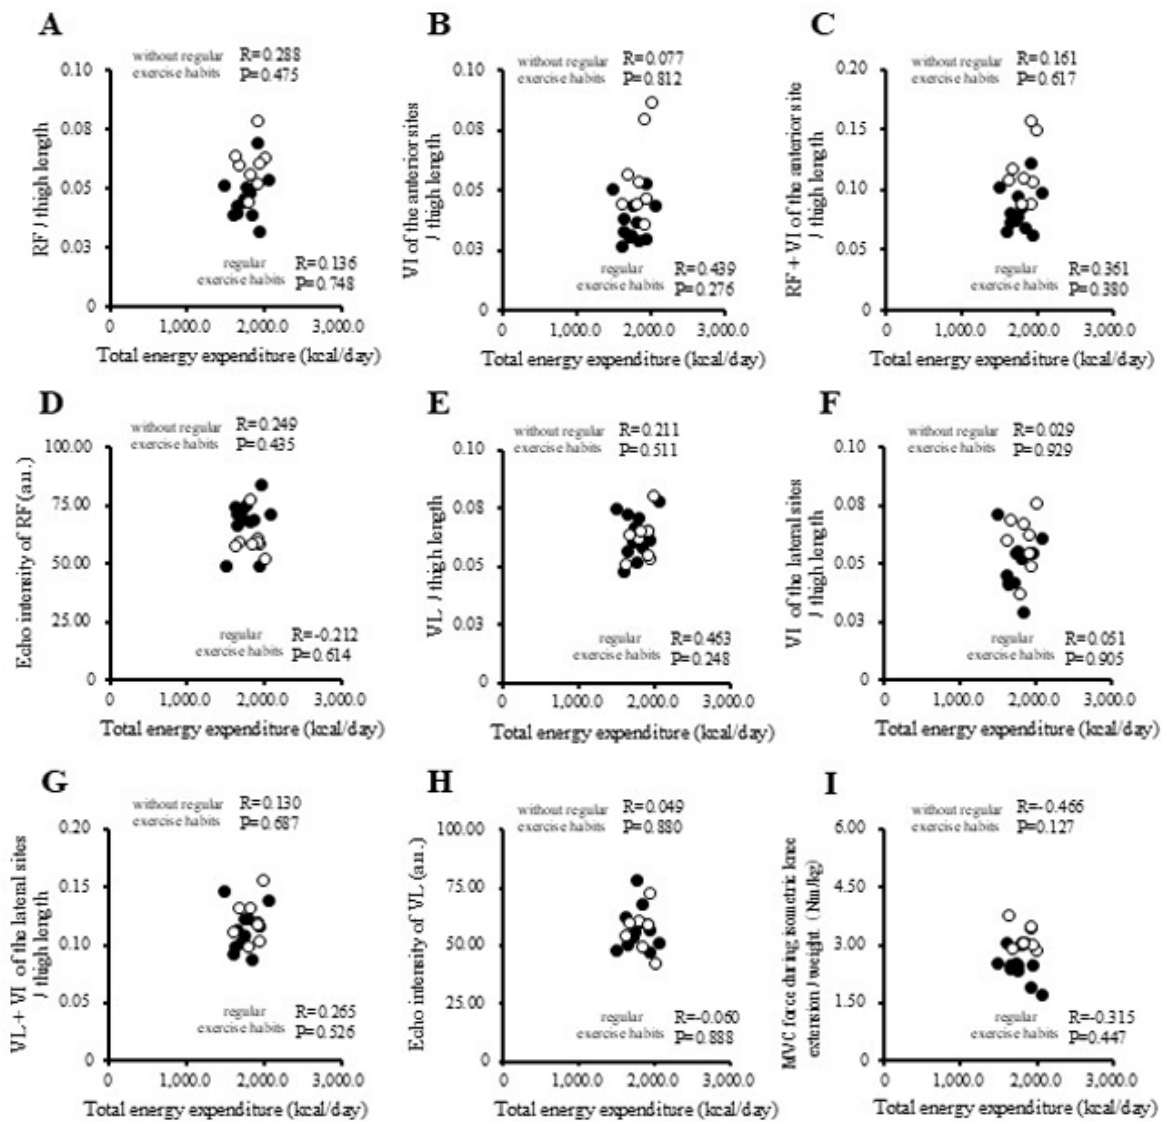 A
without regular R=0.288
exercise habits P=0.475
0.10
0.08
0.05
0.03
0
RF / thigh length
regular R=0.136
exercise habits P=0.748
0 1,000.0 2,000.0 3,000.0
Total energy expenditure (kcal/day)
B
without regular R=0.077
exercise habits P=0.812
0.10
0.08
0.05
0.03
0
VI of the anterior sites
/ thigh length
regular R=0.439
exercise habits P=0.276
0 1,000.0 2,000.0 3,000.0
Total energy expenditure (kcal/day)
C
without regular R=0.161
exercise habits P=0.617
0.20
0.15
0.10
0.05
0
RF + VI of the anterior site
/ thigh length
regular R=0.361
exercise habits P=0.380
0 1,000.0 2,000.0 3,000.0
Total energy expenditure (kcal/day)
D
without regular R=0.249
exercise habits P=0.435
100.00
75.00
50.00
25.00
0
Echo intensity of RF (a.u.)
regular R=-0.212
exercise habits P=0.614
0 1,000.0 2,000.0 3,000.0
Total energy expenditure (kcal/day)
E
without regular R=0.211
exercise habits P=0.511
0.10
0.08
0.05
0.03
0
VL / thigh length
regular R=0.463
exercise habits P=0.248
0 1,000.0 2,000.0 3,000.0
Total energy expenditure (kcal/day)
F
without regular R=0.029
exercise habits P=0.929
0.10
0.08
0.05
0.03
0
VI of the lateral sites
/ thigh length
regular R=0.051
exercise habits P=0.905
0 1,000.0 2,000.0 3,000.0
Total energy expenditure (kcal/day)
G
without regular R=0.130
exercise habits P=0.687
0.20
0.15
0.10
0.05
0
VL + VI of the lateral sites
/ thigh length
regular R=0.265
exercise habits P=0.526
0 1,000.0 2,000.0 3,000.0
Total energy expenditure (kcal/day)
H
without regular R=0.049
exercise habits P=0.880
100.00
75.00
50.00
25.00
0
Echo intensity of VL (a.u.)
regular R=-0.060
exercise habits P=0.888
0 1,000.0 2,000.0 3,000.0
Total energy expenditure (kcal/day)
I
without regular R=-0.466
exercise habits P=0.127
6.00
4.50
3.00
1.50
0
MVC force during isometric knee
extension / weight (Nm/kg)
regular R=-0.315
exercise habits P=0.447
0 1,000.0 2,000.0 3,000.0
Total energy expenditure (kcal/day)